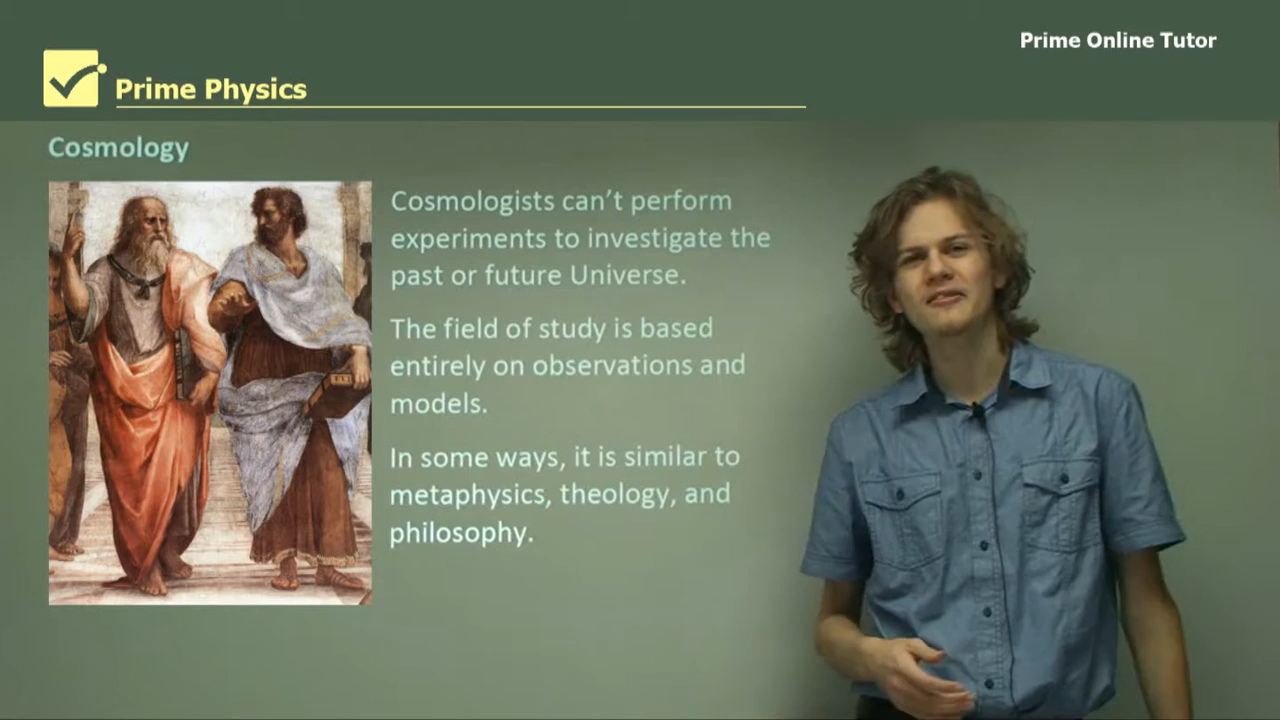 Prime Online Tutor
Prime Physics
Cosmology
Cosmologists can't perform
experiments to investigate the
past or future Universe.
The field of study is based
entirely on observations and
models.
In some ways, it is similar to
metaphysics, theology, and
philosophy.